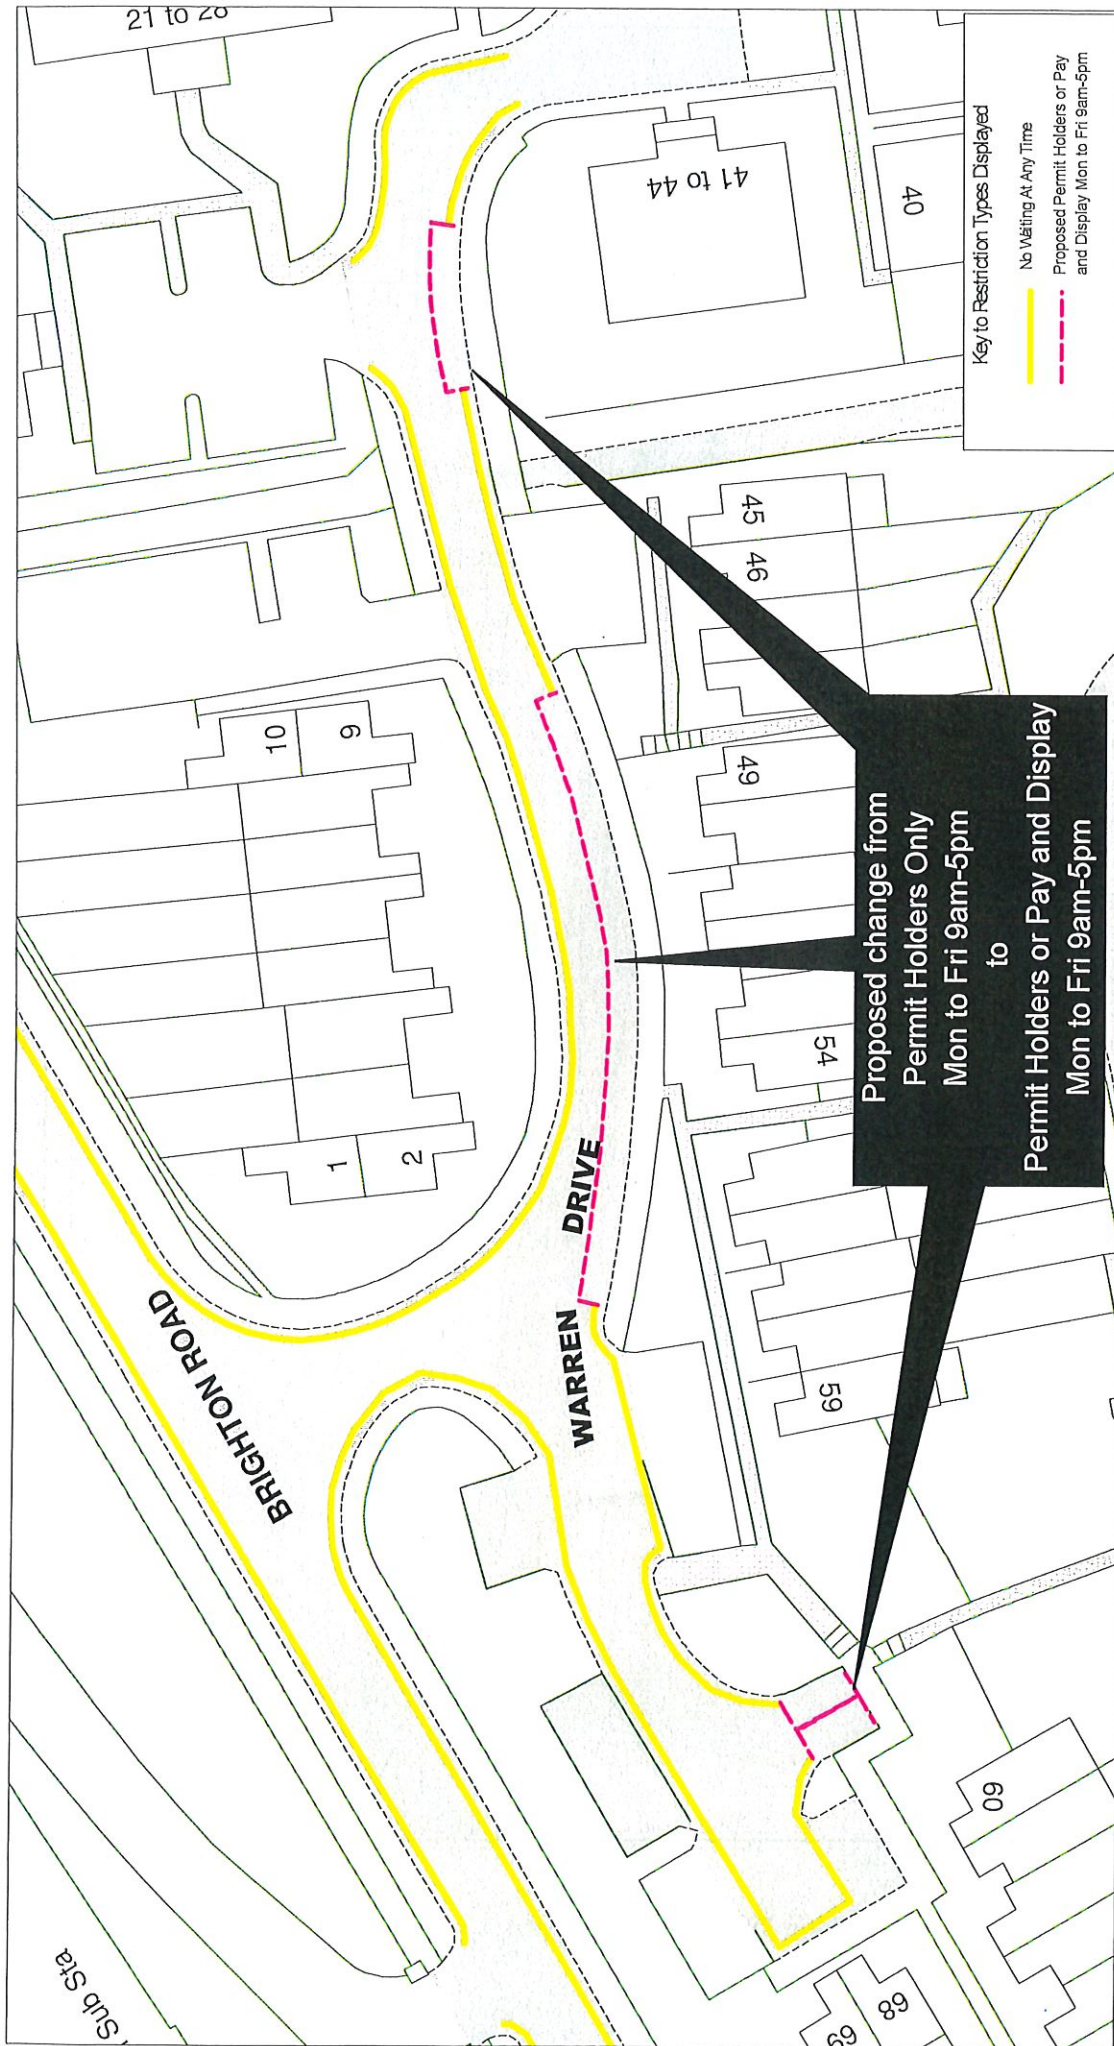 21 to 28
41 to 44
40
Key to Restriction Types Displayed
No Waiting At Any Time
Proposed Permit Holders or Pay
and Display Mon to Fri 9am-5pm
10
9
45
46
49
1
2
54
BRIGHTON ROAD
WARREN DRIVE
Proposed change from
Permit Holders Only
Mon to Fri 9am-5pm
to
Permit Holders or Pay and Display
Mon to Fri 9am-5pm
59
60
Sub Sta
69
68